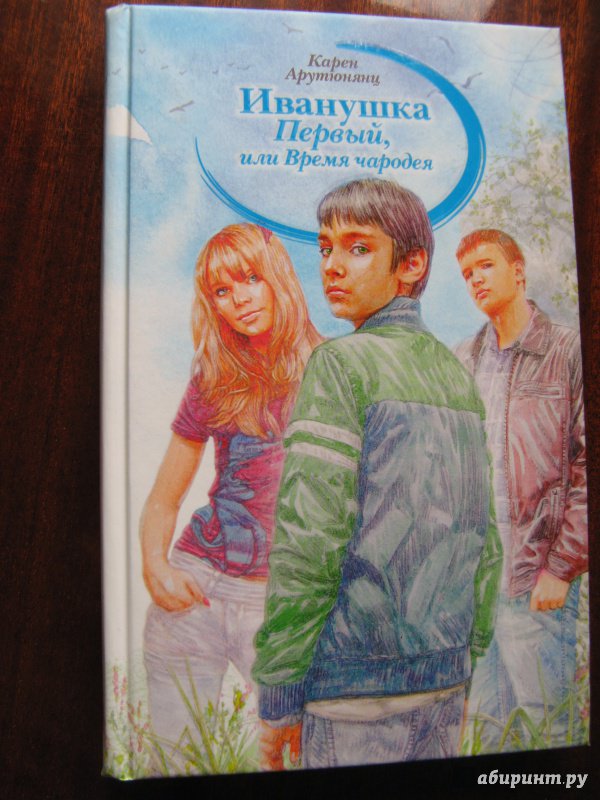 Карен
Арутюнянц
Иванушка
Первый,
или Время чародея
абиринт.ру